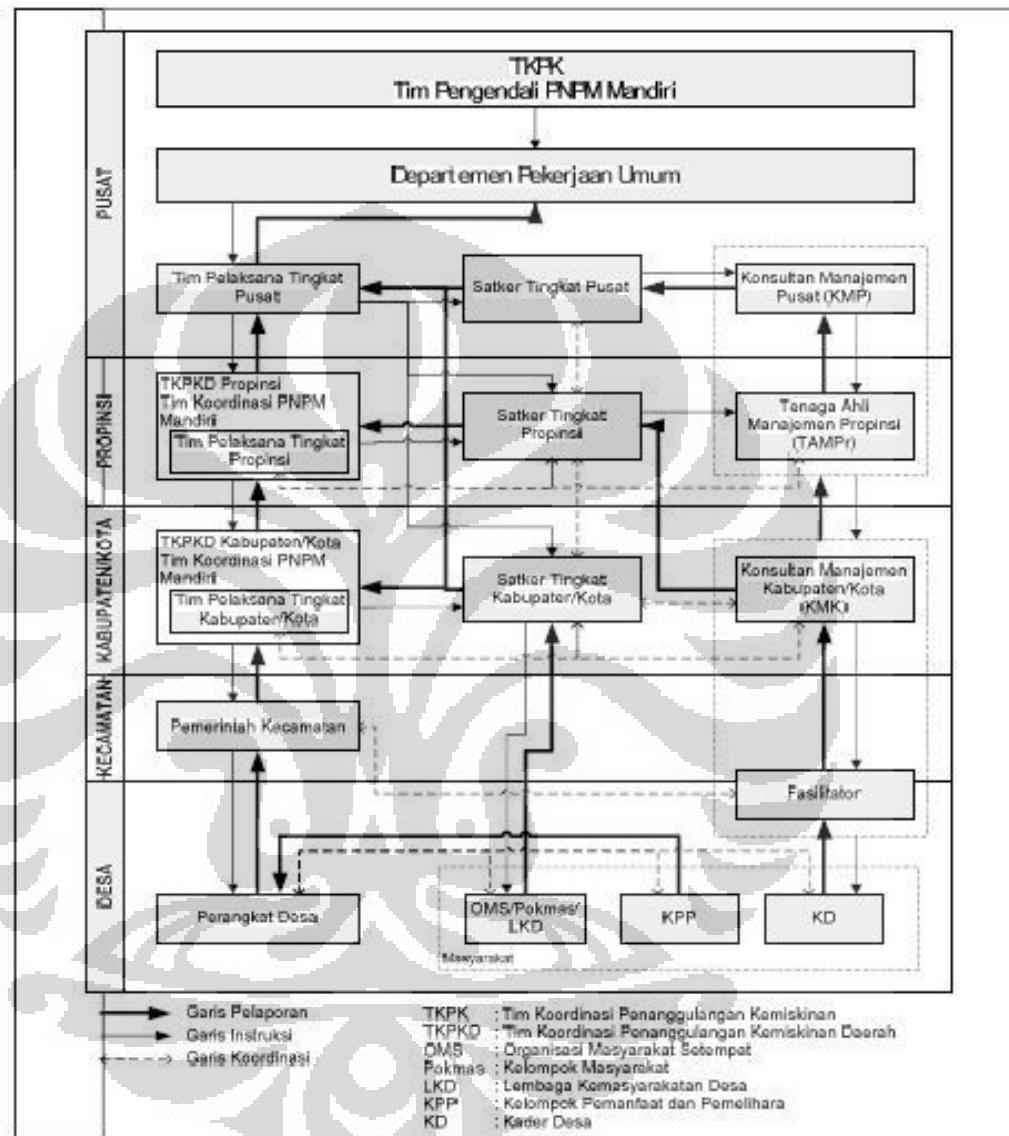 TKPK
Tim Pengendali PNPM Mandiri
Departemen Pekerjaan Umum
PUSAT
Tim Pelaksana Tingkat
Pusat
Satker Tingkat Pusat
Konsultan Manajemen
Pusat (KMP)
PROPINSI
TKPKD Propinsi
Tim Koordinasi PNPM
Mandiri
Tim Pelaksana Tingkat
Propinsi
Satker Tingkat
Propinsi
Tenaga Ahli
Manajemen Propinsi
(TAMPr)
KABUPATEN/KOTA
TKPKD Kabupaten/Kota
Tim Koordinasi PNPM
Mandiri
Tim Pelaksana Tingkat
Kabupaten/Kota
Satker Tingkat
Kabupaten/Kota
Konsultan Manajemen
Kabupaten/Kota
(KMK)
KECAMATAN
Pemerintah Kecamatan
Fasilitator
DESA
Perangkat Desa
OMS/Pokmas/
LKD
KPP
KD
Masyarakat
Garis Pelaporan
Garis Instruksi
Garis Koordinasi
TKPK : Tim Koordinasi Penanggulangan Kemiskinan
TKPKD : Tim Koordinasi Penanggulangan Kemiskinan Daerah
OMS : Organisasi Masyarakat Setempat
Pokmas : Kelompok Masyarakat
LKD : Lembaga Kemasyarakatan Desa
KPP : Kelompok Pemanfaat dan Pemelihara
KD : Kader Desa